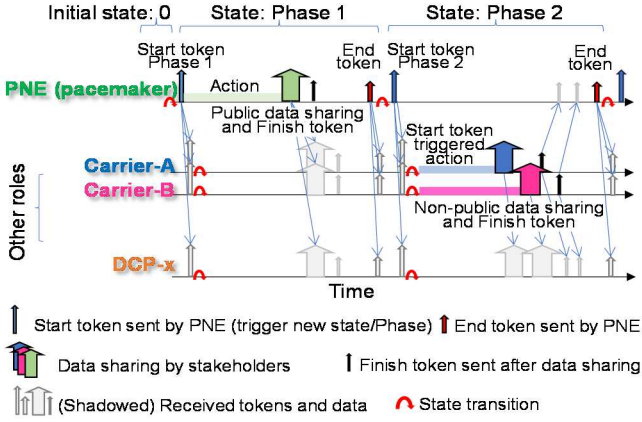 Initial state: 0
State: Phase 1
State: Phase 2
Start token
Phase 1
End
token
Start token
Phase 2
End
token
PNE (pacemaker)
Action
Public data sharing
and Finish token
Start token
triggered
action
Carrier-A
Carrier-B
Non-public data sharing
and Finish token
Other roles
DCP-x
Time
Start token sent by PNE (trigger new state/Phase)
End token sent by PNE
Data sharing by stakeholders
Finish token sent after data sharing
(Shadowed) Received tokens and data
State transition